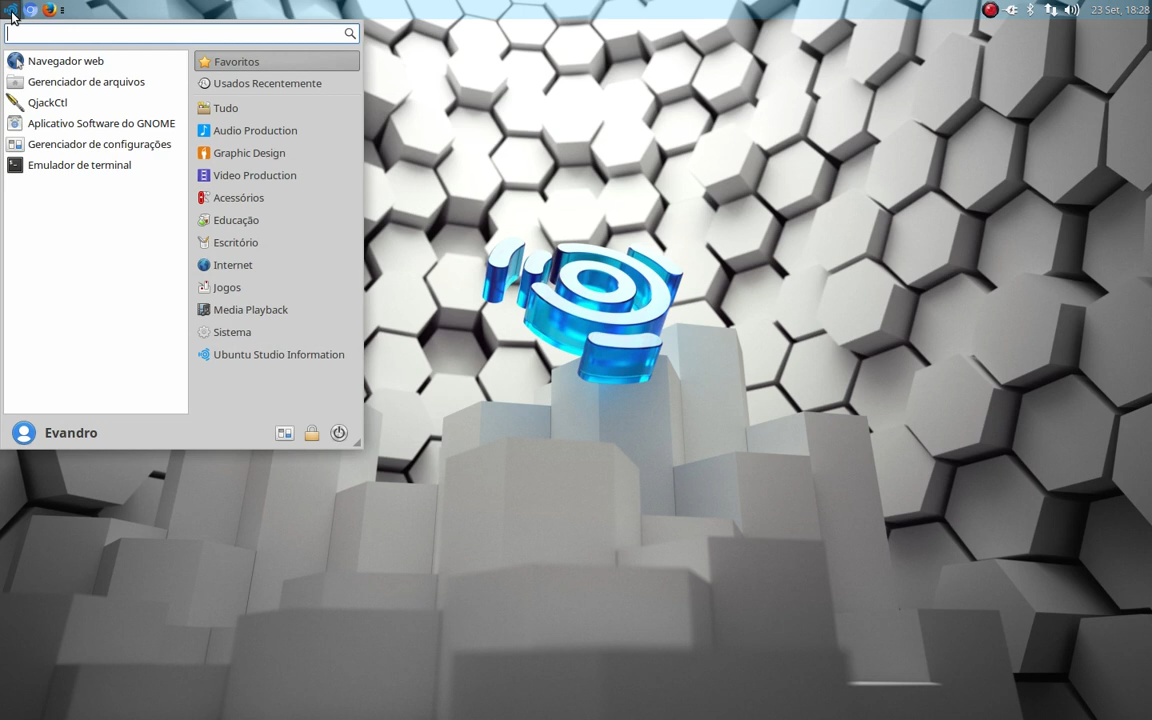 23 Set, 18:28
Navegador web
Gerenciador de arquivos
QjackCtl
Aplicativo Software do GNOME
Gerenciador de configurações
Emulador de terminal
Favoritos
Usados Recentemente
Tudo
Audio Production
Graphic Design
Video Production
Acessórios
Educação
Escritório
Internet
Jogos
Media Playback
Sistema
Ubuntu Studio Information
Evandro